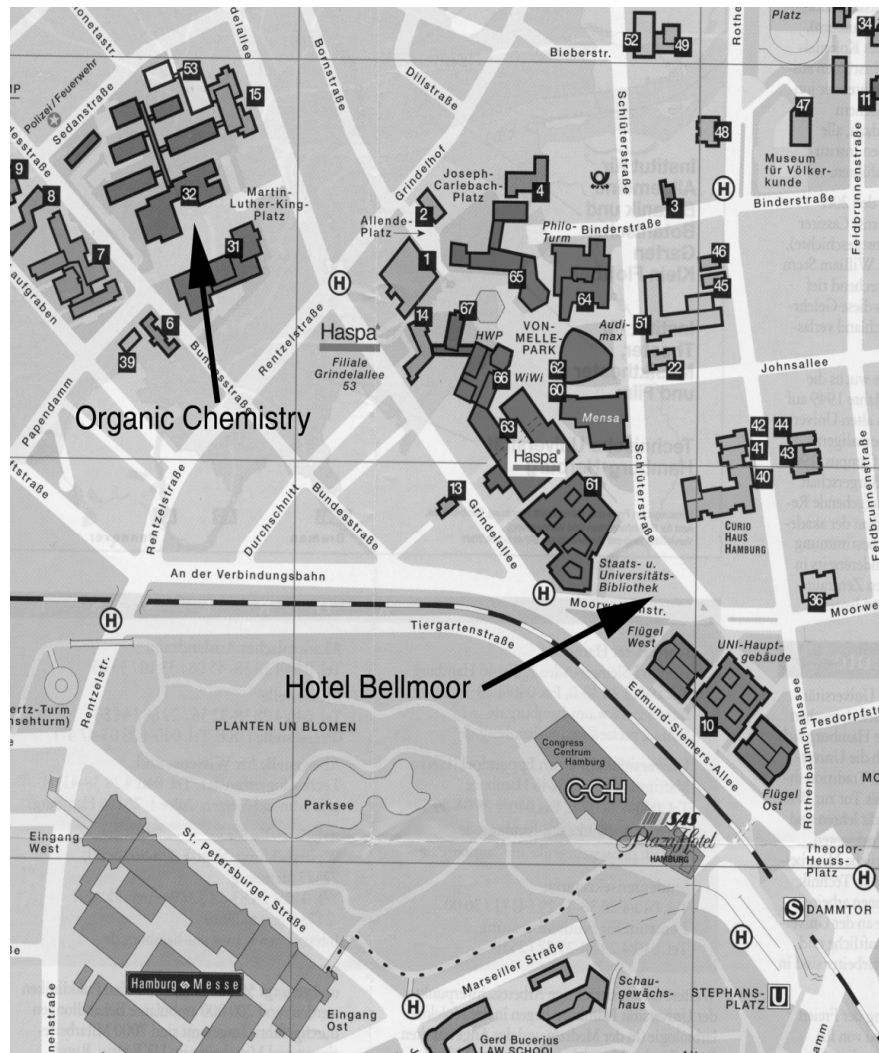 52
49
34
Platz
Bieberstr.
53
15
Bornstraße
Dillstraße
Schlüterstraße
Polizei/Feuerwehr
Sedanstraße
11
47
48
Museum
für Völker-
kunde
Grindelhof
Joseph-
Carlebach-
Platz
4
H
9
8
32
Martin-
Luther-King-
Platz
2
3
Binderstraße
Binderstraße
Allende-
Platz
Philo-
Turm
Feldbrunnenstraße
7
31
1
65
64
46
45
H
14
67
HWP
VON-
MELLE-
PARK
Audi-
max
51
6
39
Rentzelstraße
Haspa
Filiale
Grindelallee
53
62
60
66
WiWi
22
Johnsallee
Bundesstraße
Papendamm
Organic Chemistry
63
Mensa
42
44
41
43
40
Haspa
61
13
Schlüterstraße
Rentzelstraße
Durchschnitt
Bundesstraße
Grindelallee
CURIO
HAUS
HAMBURG
Feldbrunnenstraße
An der Verbindungsbahn
Staats- u.
Universitäts-
Bibliothek
H
36
H
Tiergartenstraße
Flügel
West
UNI-Haupt-
gebäude
Hotel Bellmoor
Rentzelstr.
10
Edmund-Siemers-Allee
Tesdorpfstr
Rothenbaumchaussee
PLANTEN UN BLOMEN
Congress
Centrum
Hamburg
CCH
Flügel
Ost
Parksee
SAS
Plaza Hotel
HAMBURG
Eingang
West
St. Petersburger Straße
Theodor-
Heuss-
Platz
H
S DAMMTOR
H
Marseiller Straße
Hamburg Messe
Schau-
gewächs-
haus
STEPHANS-
PLATZ
U
Eingang
Ost
H
Gerd Bucerius
LAW SCHOOL